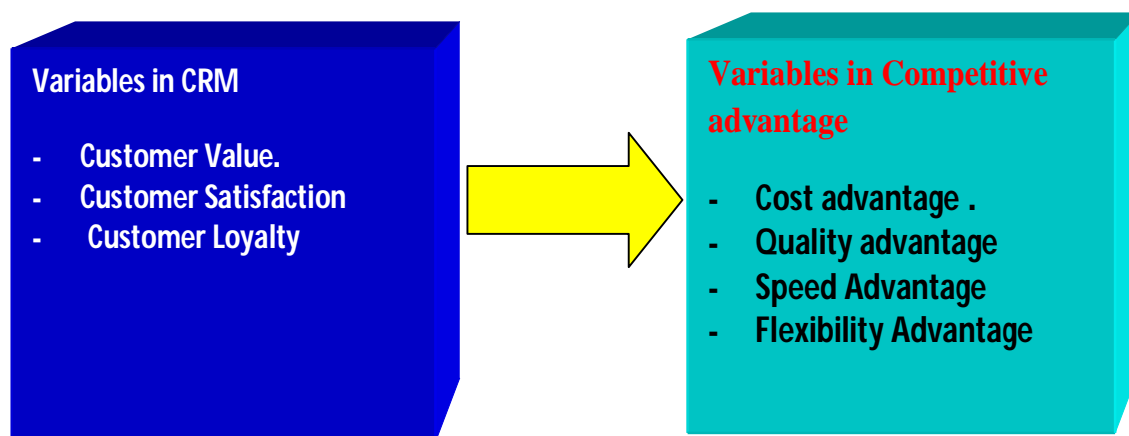 Variables in CRM
- Customer Value.
- Customer Satisfaction
- Customer Loyalty
Variables in Competitive
advantage
- Cost advantage .
- Quality advantage
- Speed Advantage
- Flexibility Advantage